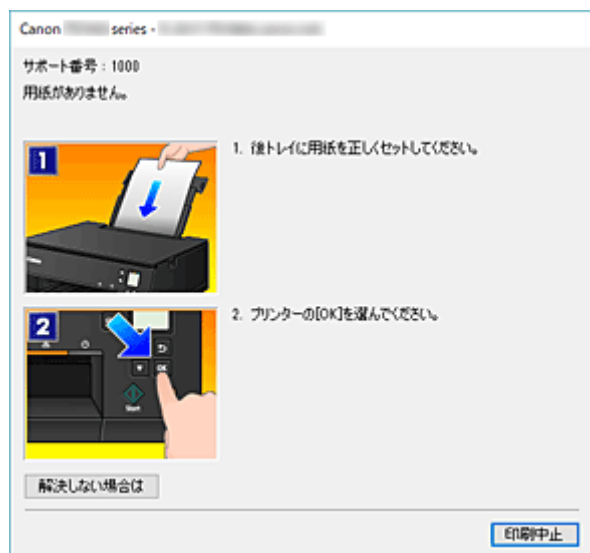 Canon series -
サポート番号：1000
用紙がありません。
1
1. 後トレイに用紙を正しくセットしてください。
2
2. プリンターの[OK]を選んでください。
OK
Start
解決しない場合は
印刷中止